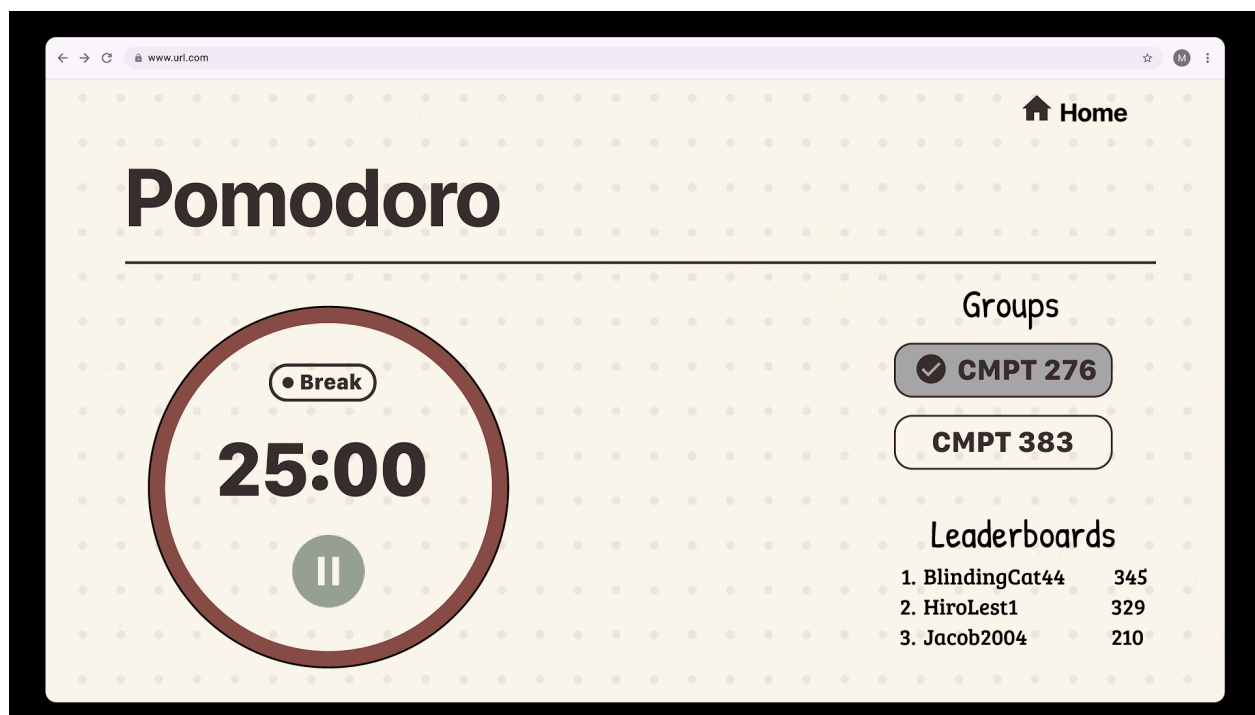 www.url.com
M
Home
Pomodoro
Break
25:00
Groups
CMPT 276
CMPT 383
Leaderboards
1. BlindingCat44 345
2. HiroLest1 329
3. Jacob2004 210